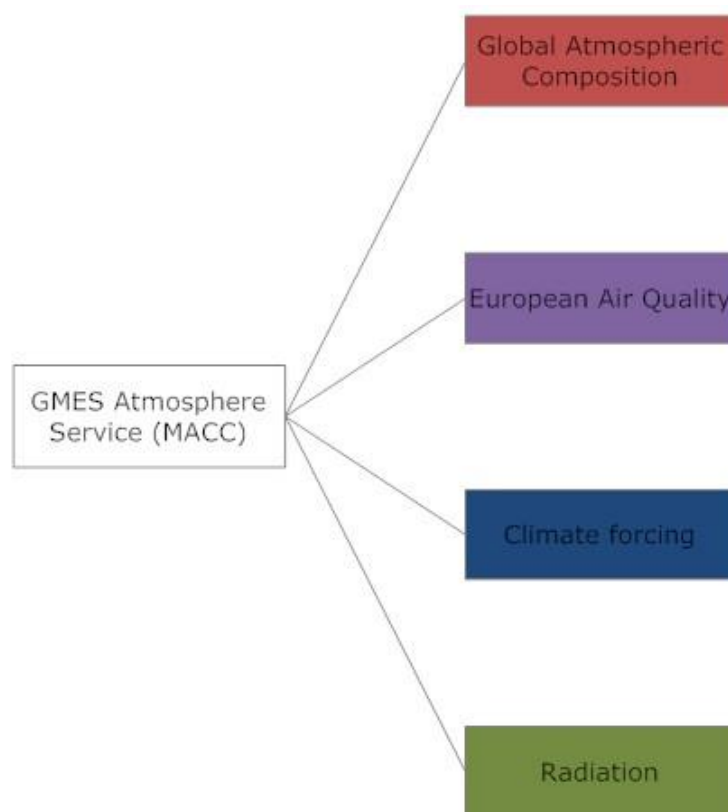 Global Atmospheric
Composition
European Air Quality
GMES Atmosphere
Service (MACC)
Climate forcing
Radiation